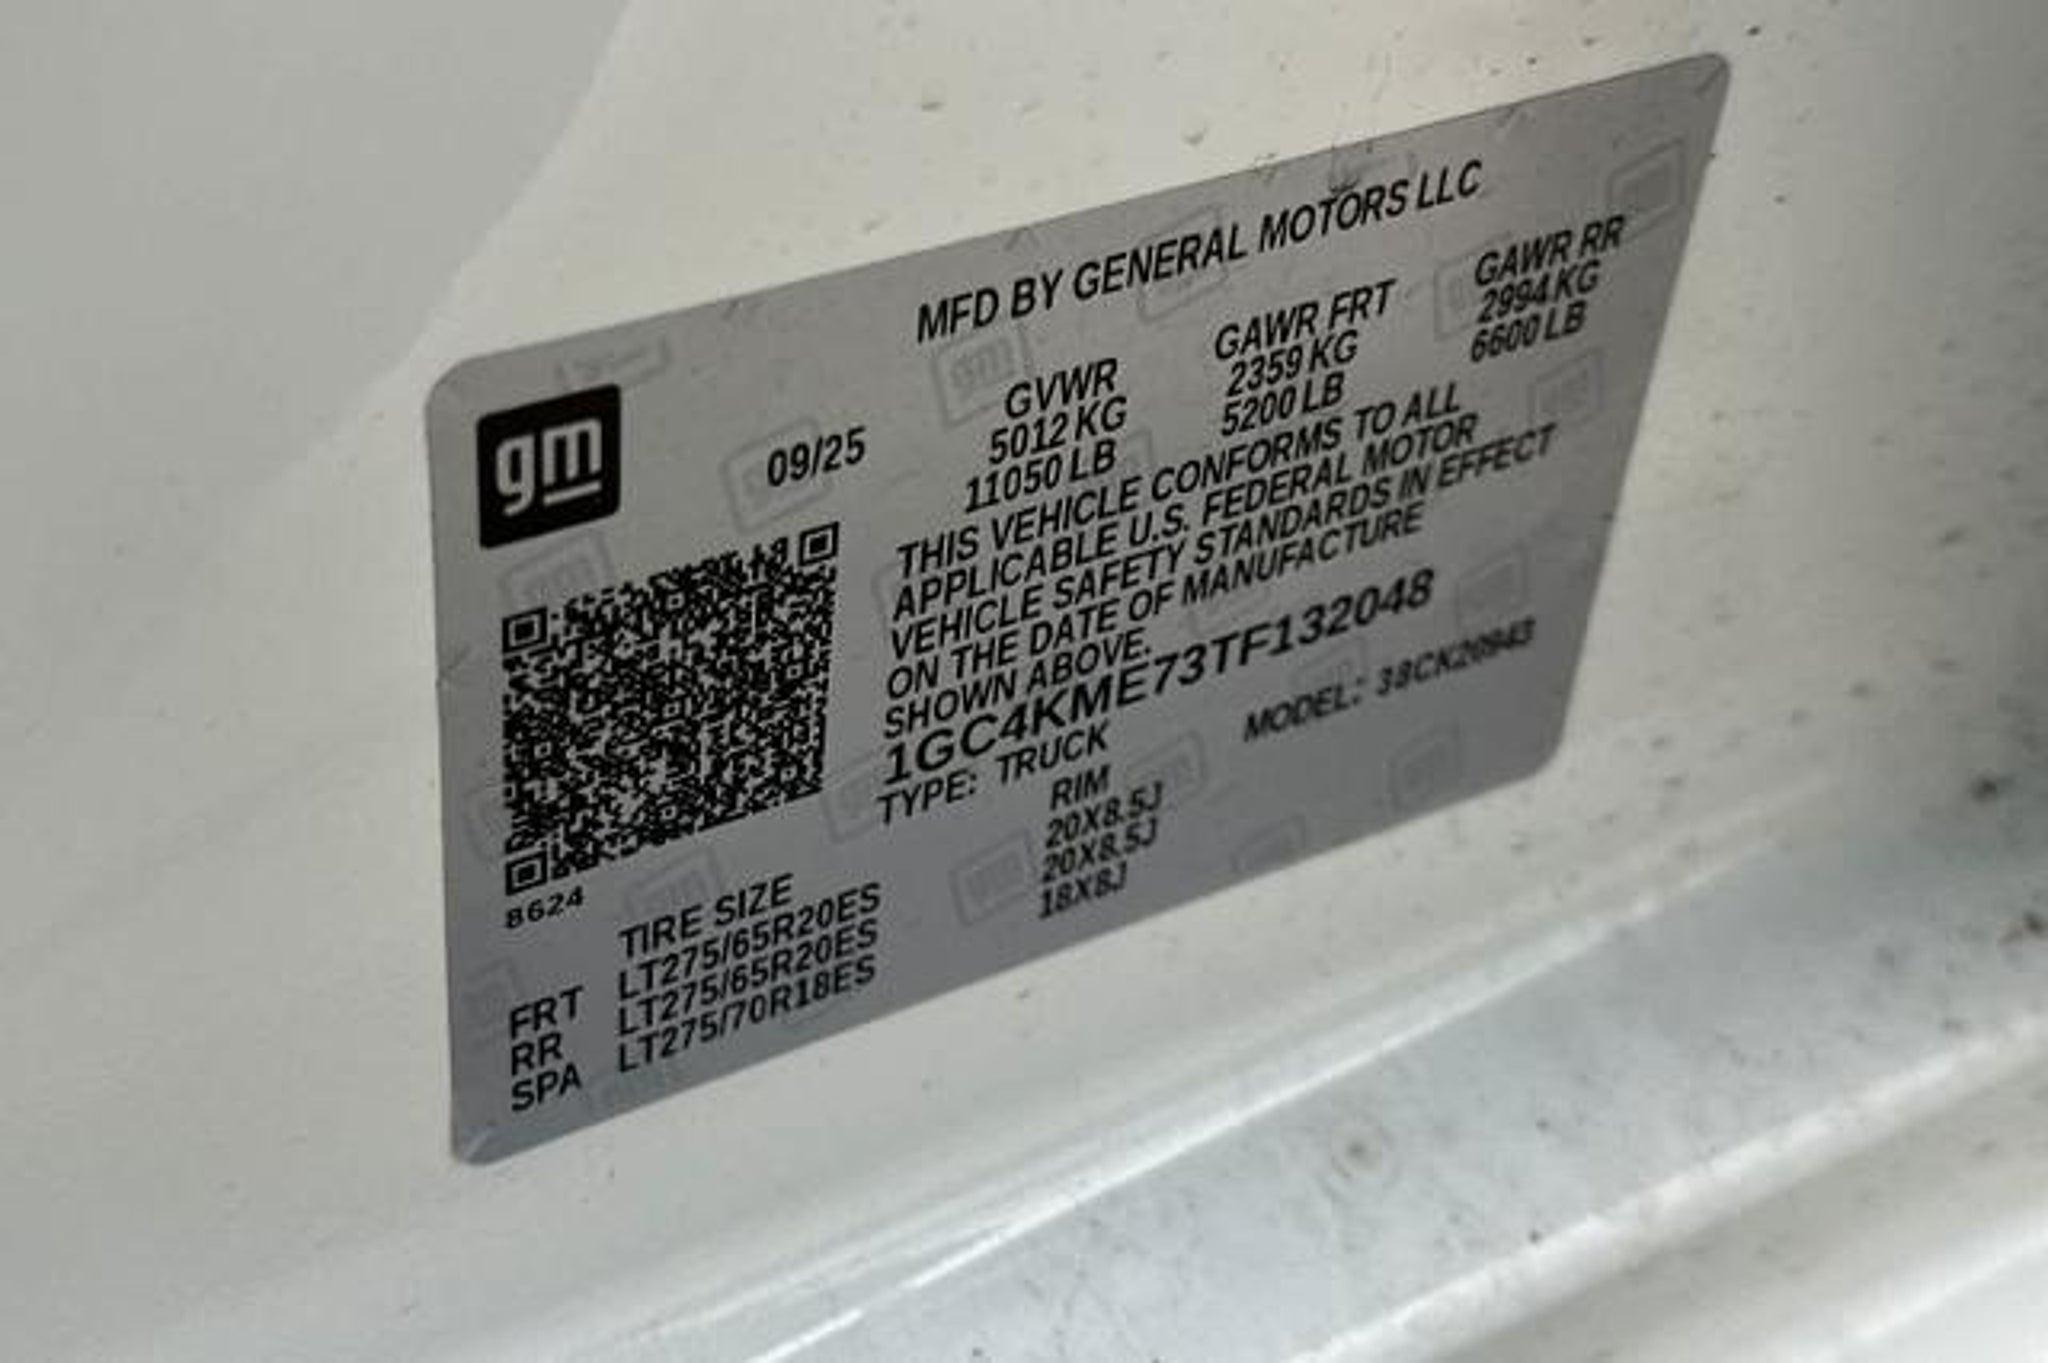 MFD BY GENERAL MOTORS LLC
gm
09/25
GVWR GAWR FRT GAWR RR
5012 KG 2359 KG 2994 KG
11050 LB 5200 LB 6600 LB
THIS VEHICLE CONFORMS TO ALL
APPLICABLE U.S. FEDERAL MOTOR
VEHICLE SAFETY STANDARDS IN EFFECT
ON THE DATE OF MANUFACTURE
SHOWN ABOVE.
1GC4KME73TF132048
TYPE: TRUCK MODEL: 38CK20943
8624
TIRE SIZE RIM
FRT LT275/65R20ES 20X8.5J
RR LT275/65R20ES 20X8.5J
SPA LT275/70R18ES 18X8J